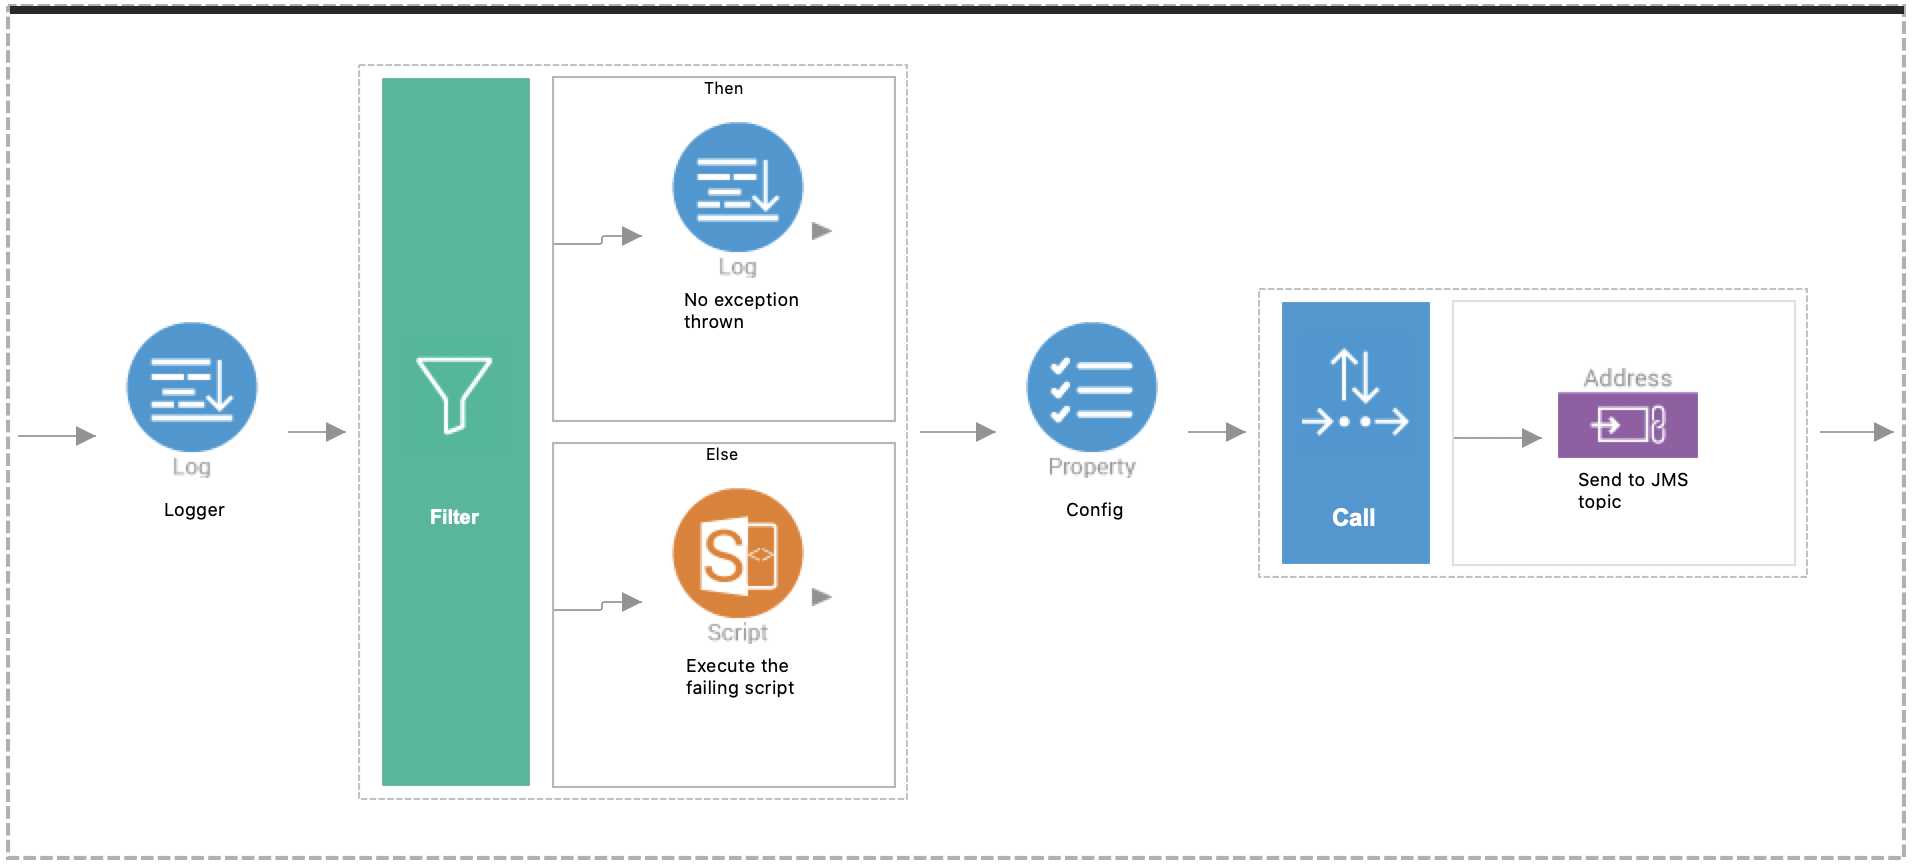 Log
Logger
Filter
Then
Log
No exception
thrown
Else
Script
Execute the
failing script
Property
Config
Call
Address
Send to JMS
topic